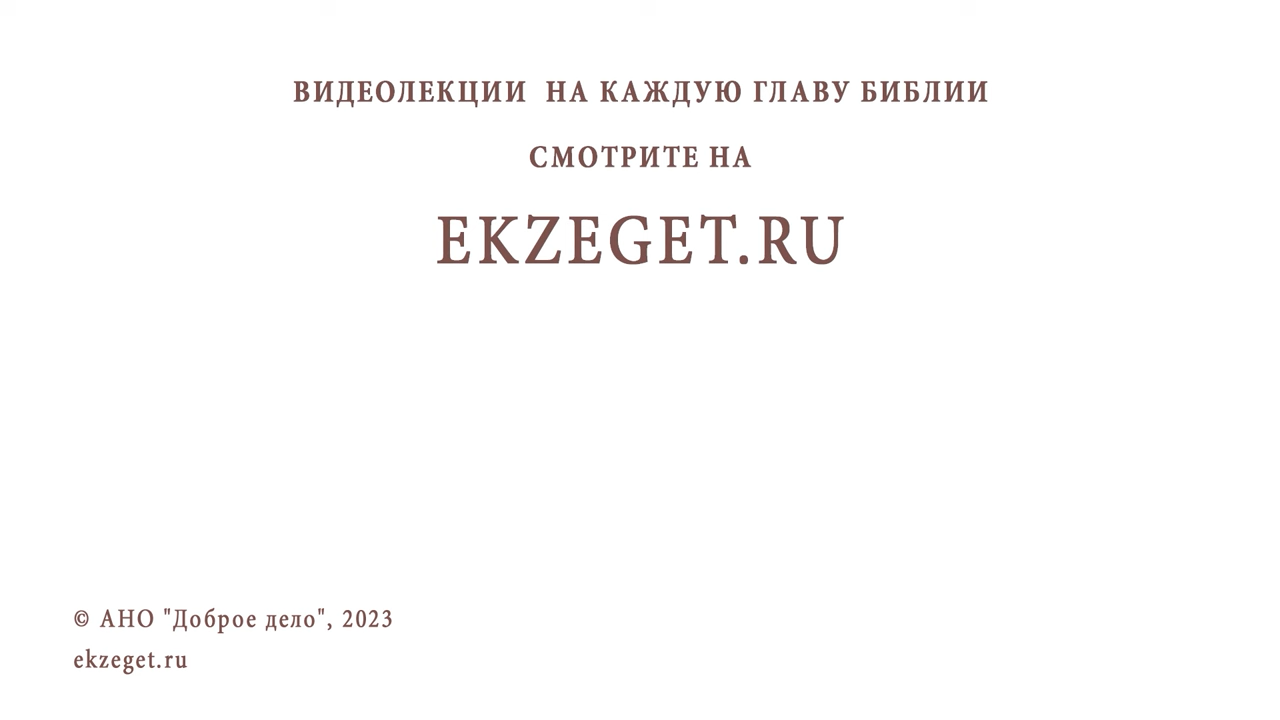 ВИДЕОЛЕКЦИИ НА КАЖДУЮ ГЛАВУ БИБЛИИ
СМОТРИТЕ НА
EKZEGET.RU
© АНО "Доброе дело", 2023
ekzeget.ru